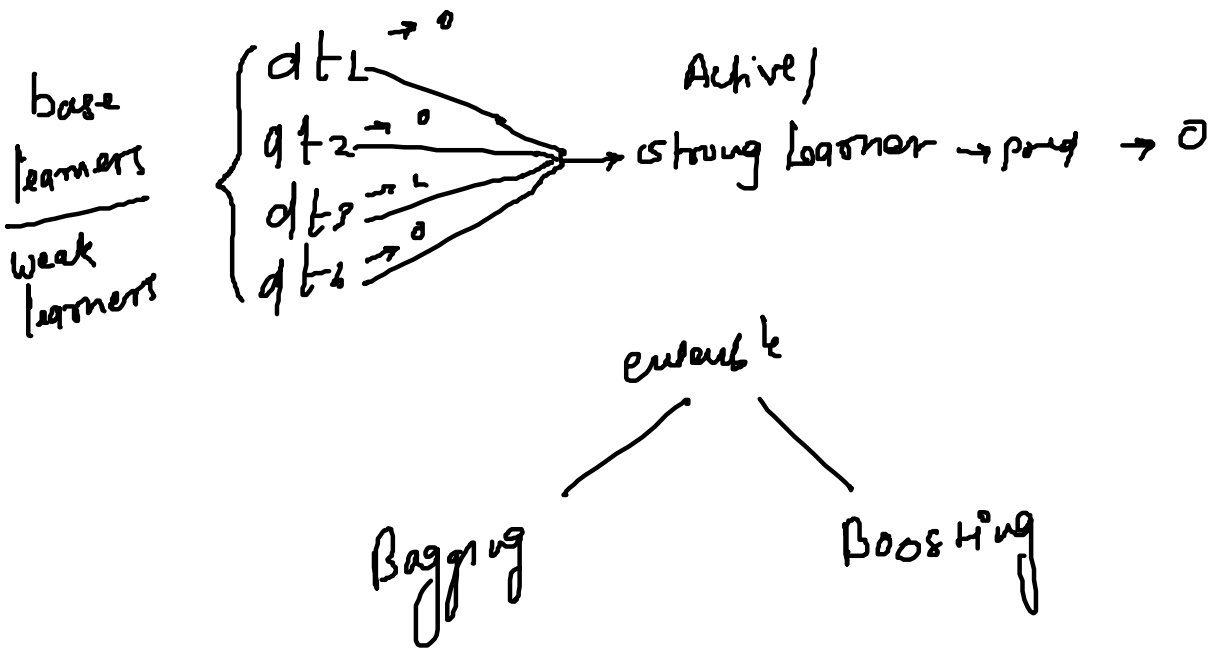 base
learners
weak
learners
dt1 → 0
dt2 → 0
dt3 → 1
dt4 → 0
Active/
strong learner → pred → 0
ensemble
Bagging
Boosting